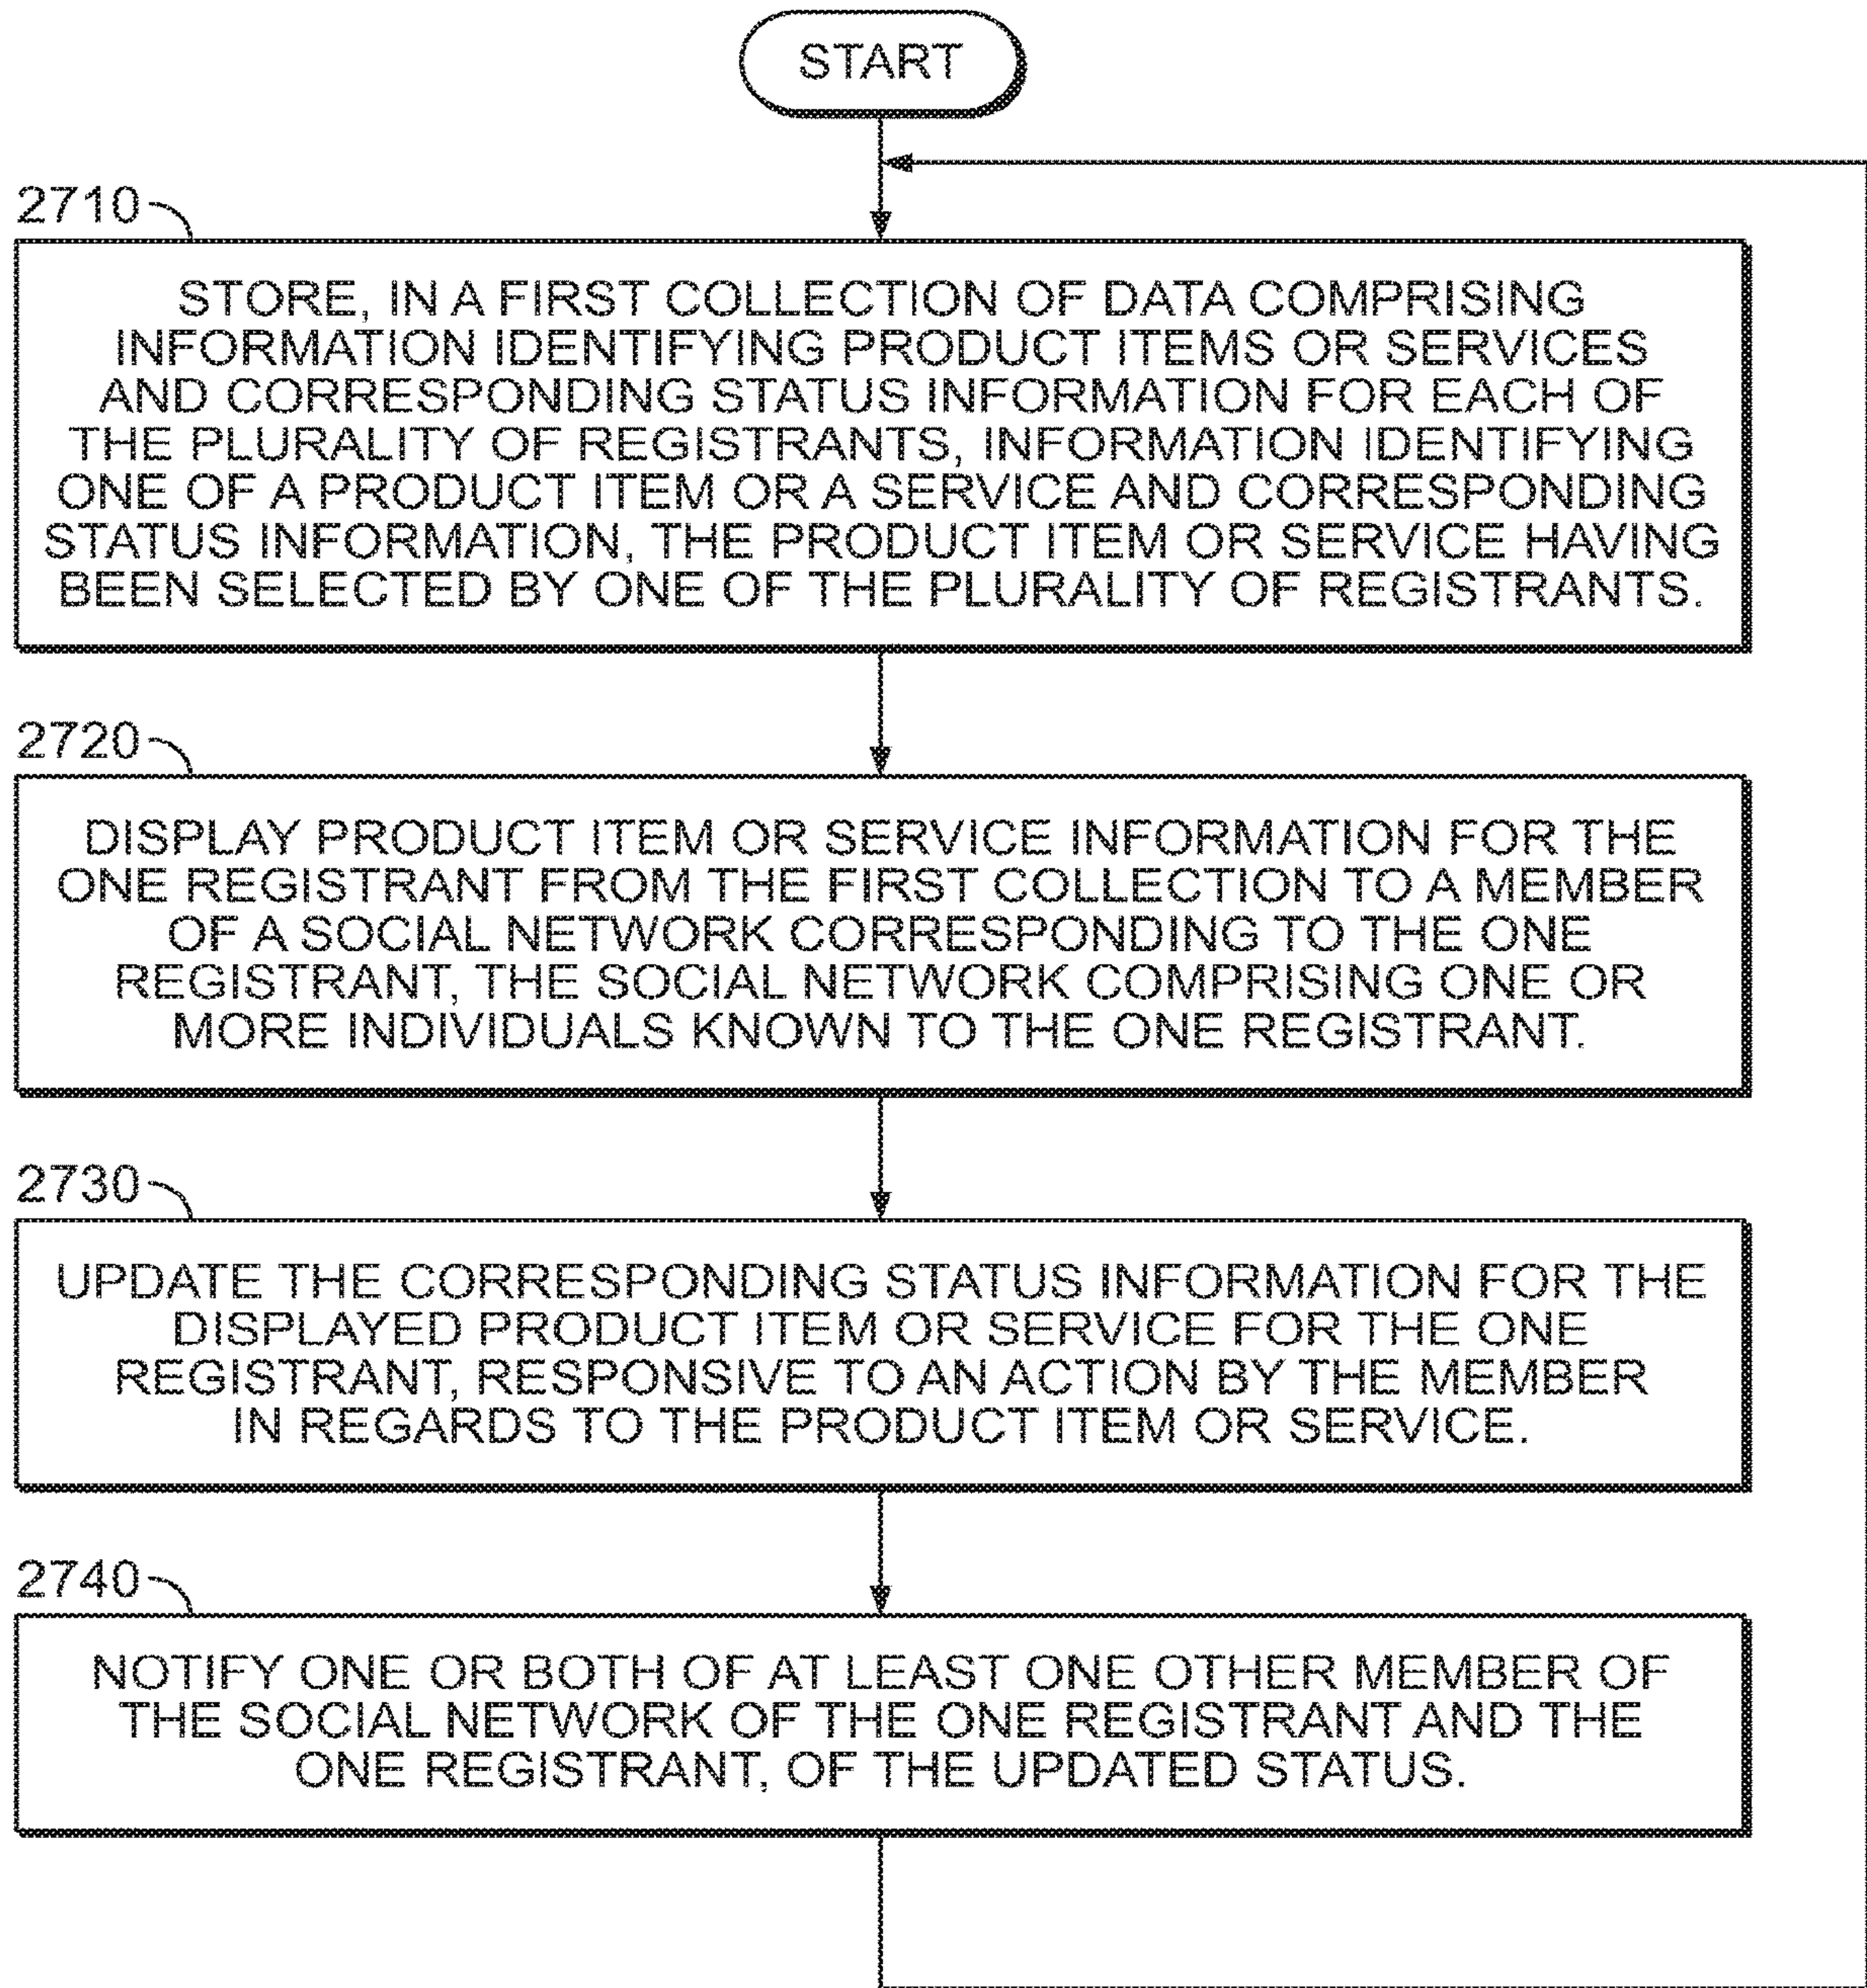 START
2710
STORE, IN A FIRST COLLECTION OF DATA COMPRISING
INFORMATION IDENTIFYING PRODUCT ITEMS OR SERVICES
AND CORRESPONDING STATUS INFORMATION FOR EACH OF
THE PLURALITY OF REGISTRANTS, INFORMATION IDENTIFYING
ONE OF A PRODUCT ITEM OR A SERVICE AND CORRESPONDING
STATUS INFORMATION, THE PRODUCT ITEM OR SERVICE HAVING
BEEN SELECTED BY ONE OF THE PLURALITY OF REGISTRANTS.
2720
DISPLAY PRODUCT ITEM OR SERVICE INFORMATION FOR THE
ONE REGISTRANT FROM THE FIRST COLLECTION TO A MEMBER
OF A SOCIAL NETWORK CORRESPONDING TO THE ONE
REGISTRANT, THE SOCIAL NETWORK COMPRISING ONE OR
MORE INDIVIDUALS KNOWN TO THE ONE REGISTRANT.
2730
UPDATE THE CORRESPONDING STATUS INFORMATION FOR THE
DISPLAYED PRODUCT ITEM OR SERVICE FOR THE ONE
REGISTRANT, RESPONSIVE TO AN ACTION BY THE MEMBER
IN REGARDS TO THE PRODUCT ITEM OR SERVICE.
2740
NOTIFY ONE OR BOTH OF AT LEAST ONE OTHER MEMBER OF
THE SOCIAL NETWORK OF THE ONE REGISTRANT AND THE
ONE REGISTRANT, OF THE UPDATED STATUS.